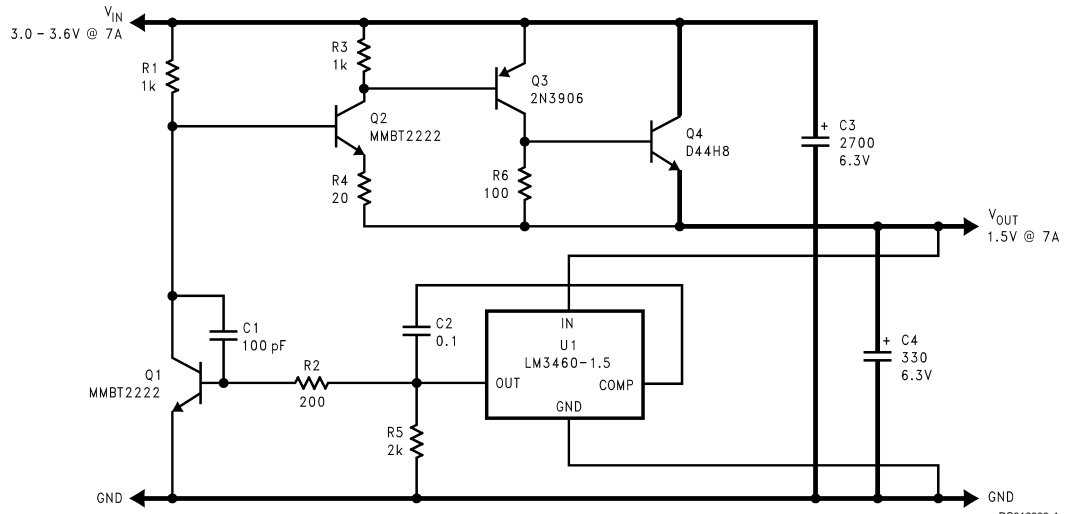 VIN
3.0 – 3.6V @ 7A
R1
1k
R3
1k
Q2
MMBT2222
Q3
2N3906
Q4
D44H8
R4
20
R6
100
C3
2700
6.3V
+
VOUT
1.5V @ 7A
C1
100 pF
C2
0.1
IN
U1
LM3460-1.5
OUT
COMP
GND
+
C4
330
6.3V
Q1
MMBT2222
R2
200
R5
2k
GND
GND